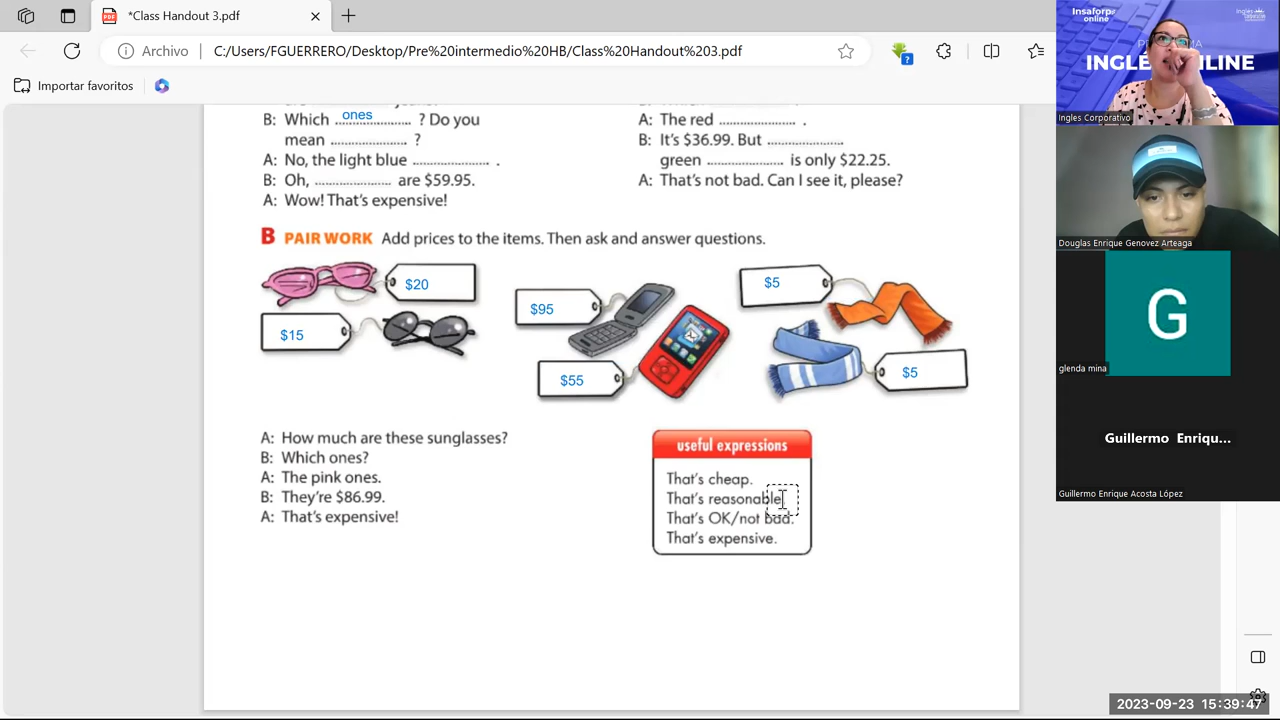 *Class Handout 3.pdf
Archivo
C:/Users/FGUERRERO/Desktop/Pre%20intermedio%20HB/Class%20Handout%203.pdf
Importar favoritos
B: Which ones ............... ? Do you
mean ............... ?
A: No, the light blue ............... .
B: Oh, ............... are $59.95.
A: Wow! That's expensive!
A: The red ............... .
B: It's $36.99. But ...............
green ............... is only $22.25.
A: That's not bad. Can I see it, please?
B PAIR WORK Add prices to the items. Then ask and answer questions.
$20
$15
$95
$55
$5
$5
A: How much are these sunglasses?
B: Which ones?
A: The pink ones.
B: They're $86.99.
A: That's expensive!
useful expressions
That's cheap.
That's reasonable.
That's OK/not bad.
That's expensive.
Insaforp
online
INGLÉS ONLINE
Ingles Corporativo
Douglas Enrique Genovez Arteaga
G
glenda mina
Guillermo Enriqu...
Guillermo Enrique Acosta López
2023-09-23 15:39:47